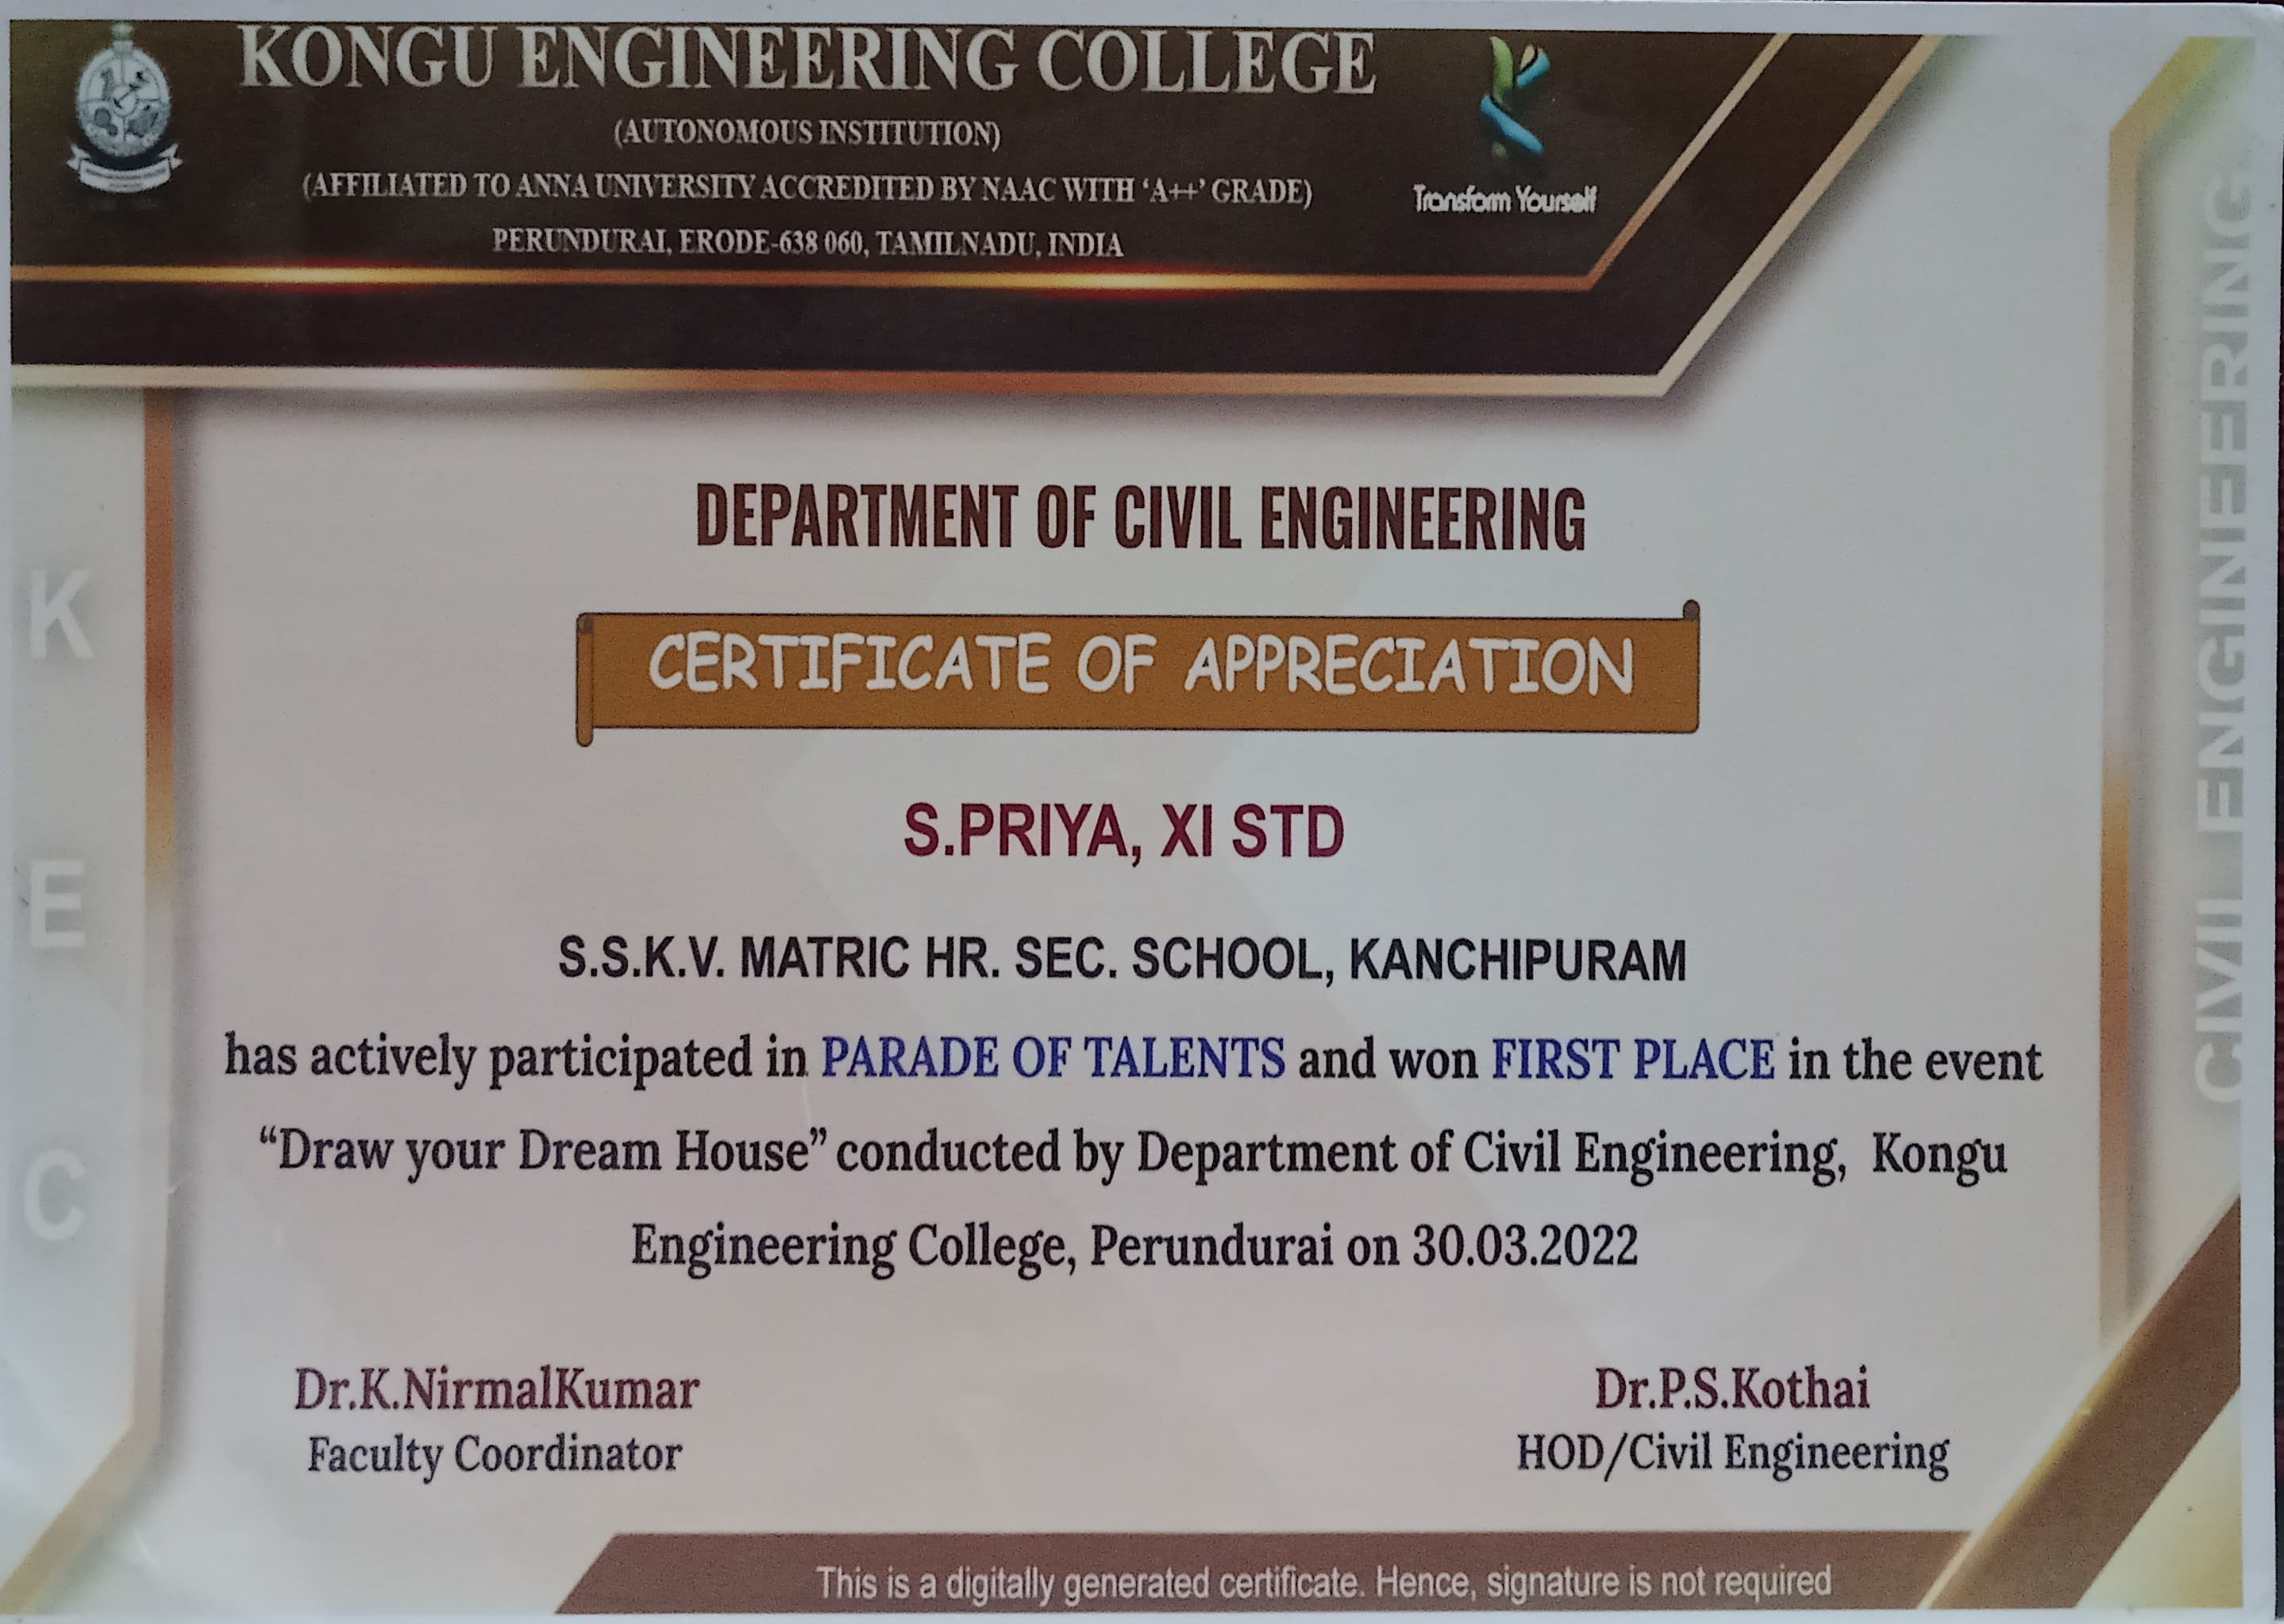 KONGU ENGINEERING COLLEGE
(AUTONOMOUS INSTITUTION)
(AFFILIATED TO ANNA UNIVERSITY ACCREDITED BY NAAC WITH ‘A++’ GRADE)
PERUNDURAI, ERODE-638 060, TAMILNADU, INDIA
Transform Yourself
DEPARTMENT OF CIVIL ENGINEERING
CERTIFICATE OF APPRECIATION
S.PRIYA, XI STD
S.S.K.V. MATRIC HR. SEC. SCHOOL, KANCHIPURAM
has actively participated in PARADE OF TALENTS and won FIRST PLACE in the event
“Draw your Dream House” conducted by Department of Civil Engineering, Kongu
Engineering College, Perundurai on 30.03.2022
Dr.K.NirmalKumar
Faculty Coordinator
Dr.P.S.Kothai
HOD/Civil Engineering
This is a digitally generated certificate. Hence, signature is not required
K
E
C
CIVIL ENGINEERING